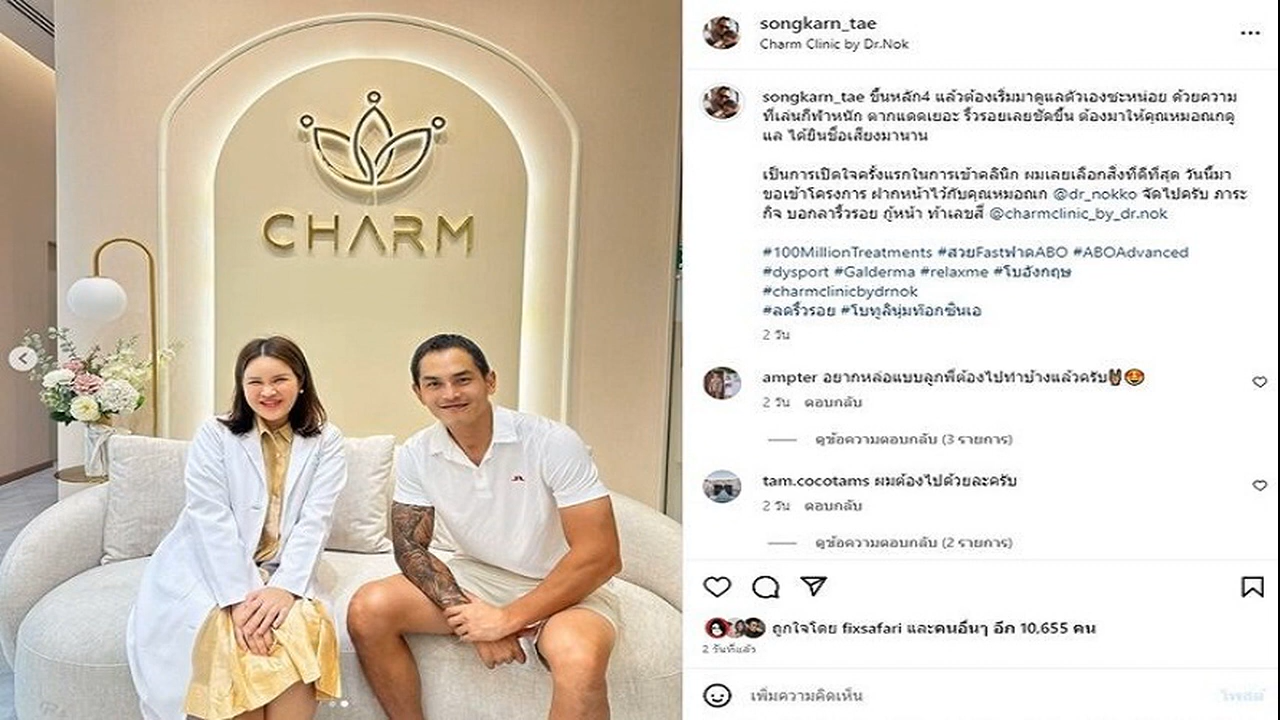 CHARM
songkarn_tae
Charm Clinic by Dr.Nok
songkarn_tae ขึ้นหลัก4 แล้วต้องเริ่มมาดูแลตัวเองซะหน่อย ด้วยความ
ที่เล่นกีฬาหนัก ตากแดดเยอะ ริ้วรอยเลยชัดขึ้น ต้องมาให้คุณหมอณกดู
แล ได้ยินชื่อเสียงมานาน
เป็นการเปิดใจครั้งแรกในการเข้าคลินิก ผมเลยเลือกสิ่งที่ดีที่สุด วันนี้มา
ขอเข้าโครงการ ฝากหน้าไว้กับคุณหมอณก @dr_nokko จัดไปครับ ภาระ
กิจ บอกลาริ้วรอย กู้หน้า ท้าเลขสี่ @charmclinic_by_dr.nok
#100MillionTreatments #สวยFastฟาดABO #ABOAdvanced
#dysport #Galderma #relaxme #โบอังกฤษ
#charmclinicbydrnok
#ลดริ้วรอย #โบทูลินุ่มท๊อกซินเอ
2 วัน
ampter อยากหล่อแบบลูกพี่ต้องไปทำบ้างแล้วครับ🤘🏽😍
2 วัน ตอบกลับ
ดูข้อความตอบกลับ (3 รายการ)
tam.cocotams ผมต้องไปด้วยละครับ
2 วัน ตอบกลับ
ดูข้อความตอบกลับ (2 รายการ)
ถูกใจโดย fixsafari และคนอื่นๆ อีก 10,655 คน
2 วันที่แล้ว
เพิ่มความคิดเห็น
โพสต์